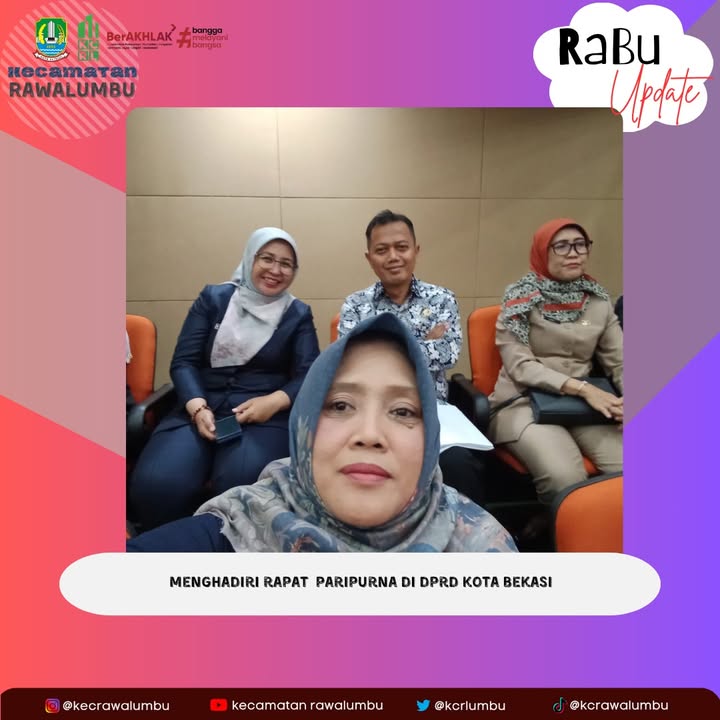 BerAKHLAK
# bangga melayani bangsa
Kecamatan
RAWALUMBU
RaBu
Update
MENGHADIRI RAPAT PARIPURNA DI DPRD KOTA BEKASI
@kecrawalumbu
kecamatan rawalumbu
@kcrlumbu
@kcrawalumbu